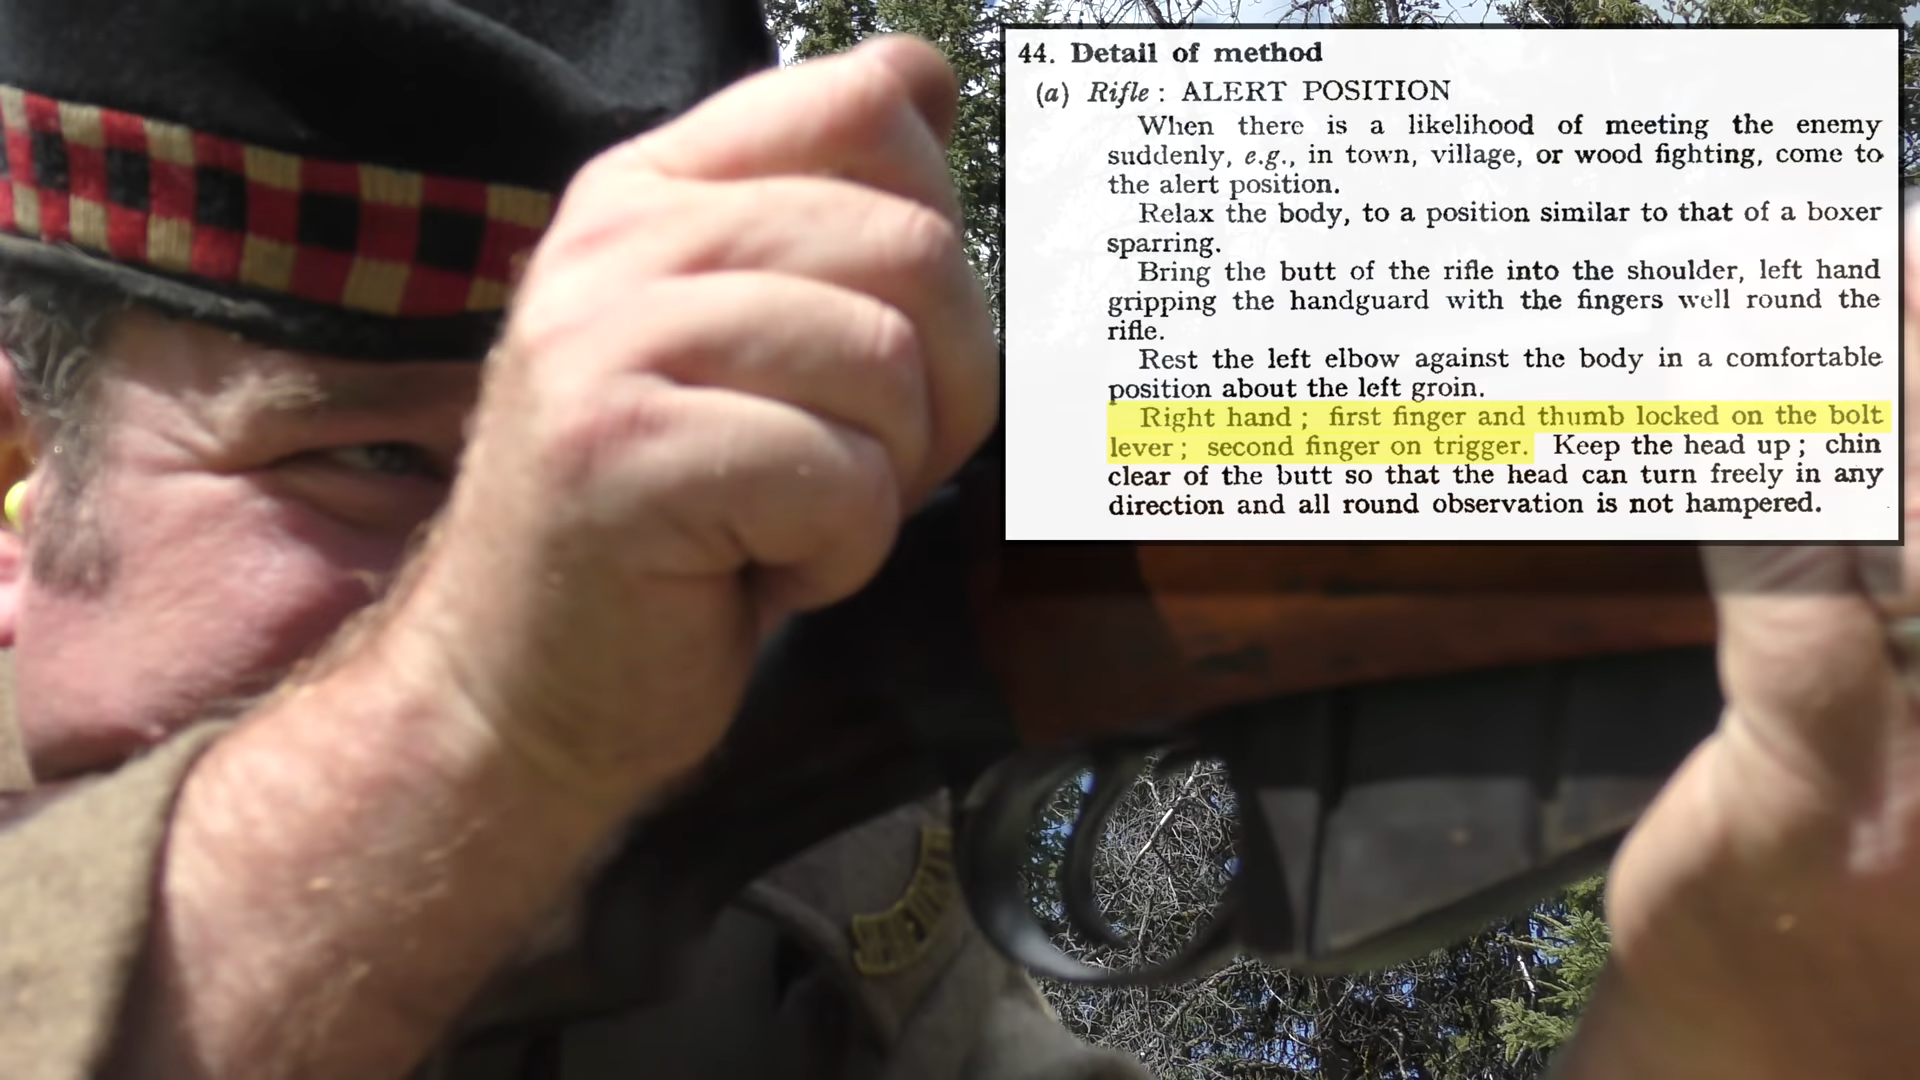 44. Detail of method
(a) Rifle : ALERT POSITION
When there is a likelihood of meeting the enemy
suddenly, e.g., in town, village, or wood fighting, come to
the alert position.
Relax the body, to a position similar to that of a boxer
sparring.
Bring the butt of the rifle into the shoulder, left hand
gripping the handguard with the fingers well round the
rifle.
Rest the left elbow against the body in a comfortable
position about the left groin.
Right hand ; first finger and thumb locked on the bolt
lever ; second finger on trigger. Keep the head up ; chin
clear of the butt so that the head can turn freely in any
direction and all round observation is not hampered.